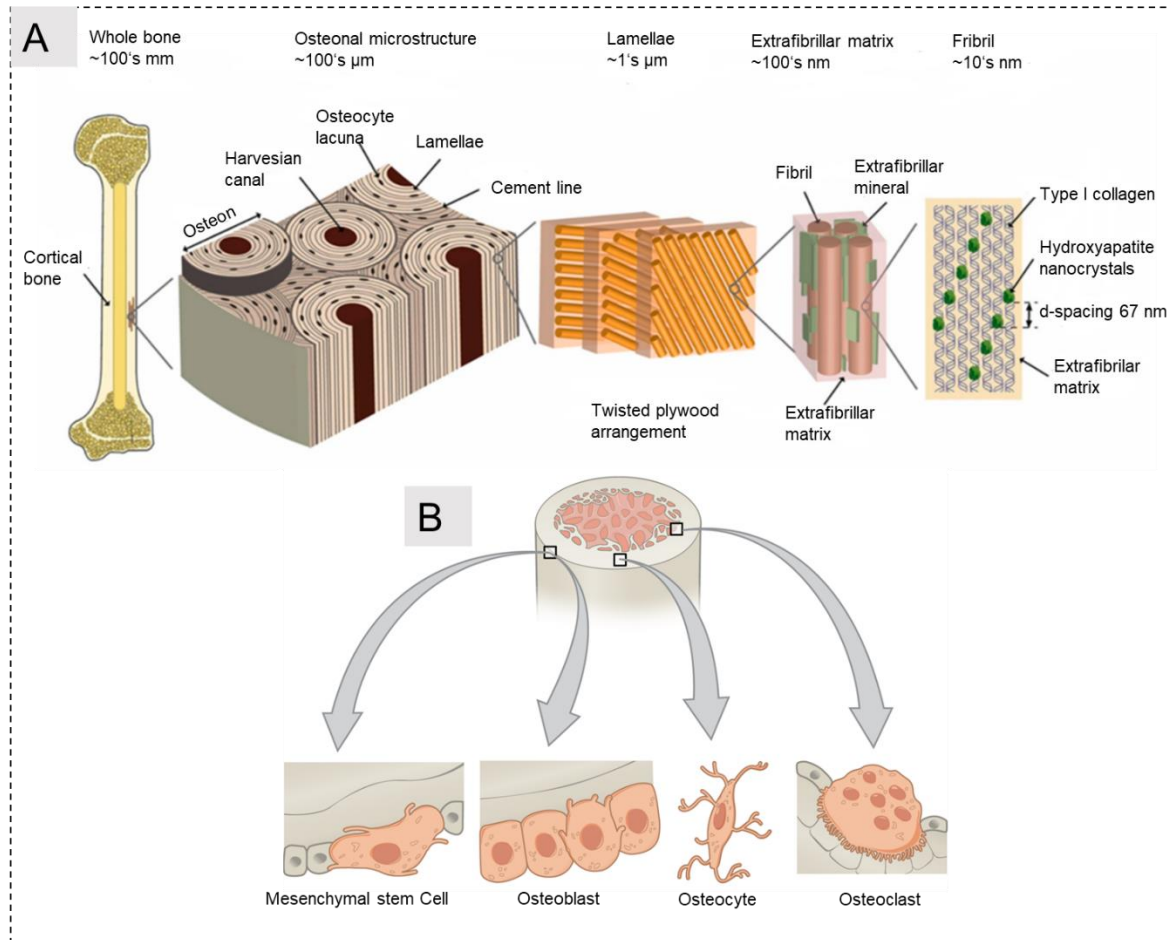 A
Whole bone
~100's mm
Osteonal microstructure
~100's µm
Lamellae
~1's µm
Extrafibrillar matrix
~100's nm
Fribril
~10's nm
Osteocyte
lacuna
Lamellae
Harvesian
canal
Cement line
Osteon
Cortical
bone
Fibril
Extrafibrillar
mineral
Type I collagen
Hydroxyapatite
nanocrystals
d-spacing 67 nm
Extrafibrilar
matrix
Twisted plywood
arrangement
Extrafibrillar
matrix
B
Mesenchymal stem Cell
Osteoblast
Osteocyte
Osteoclast